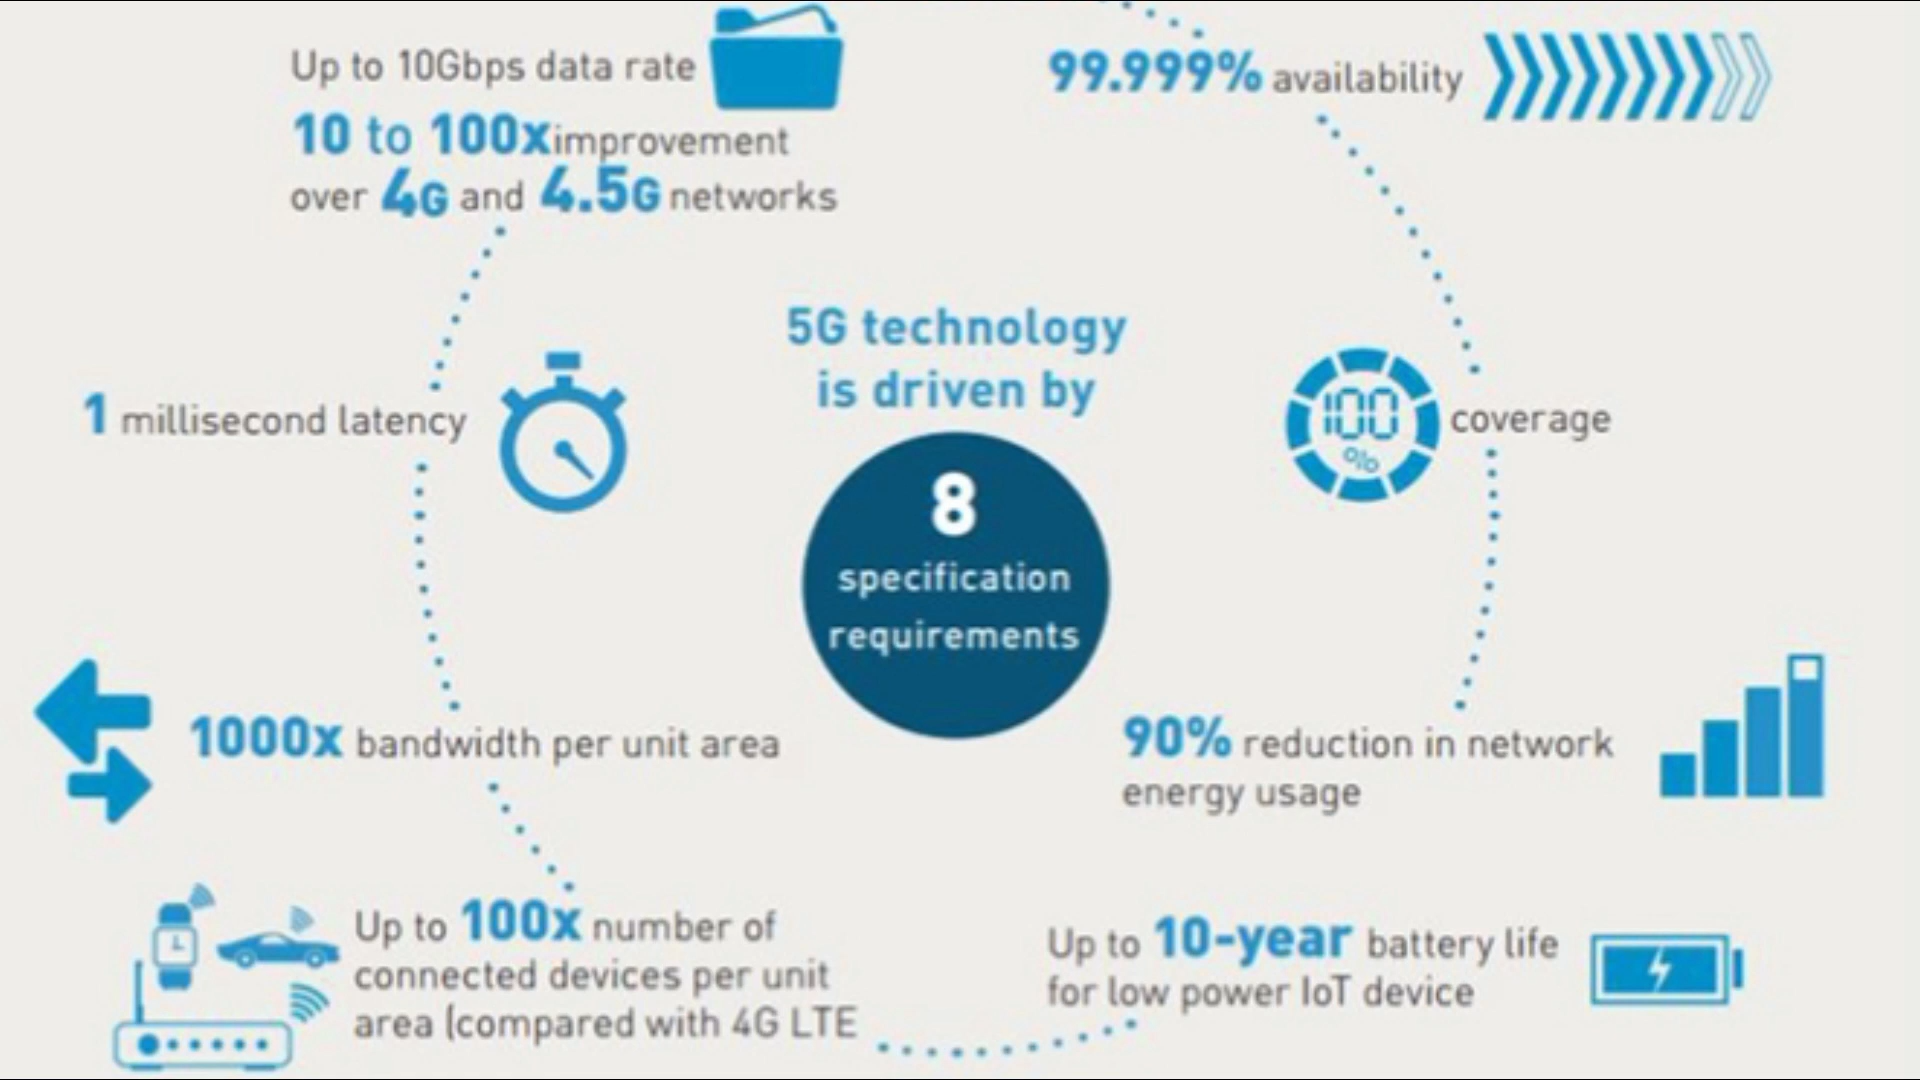 Up to 10Gbps data rate
10 to 100x improvement
over 4G and 4.5G networks
99.999% availability
5G technology
is driven by
8
specification
requirements
1 millisecond latency
100
%
coverage
1000x bandwidth per unit area
90% reduction in network
energy usage
Up to 100x number of
connected devices per unit
area (compared with 4G LTE
Up to 10-year battery life
for low power IoT device